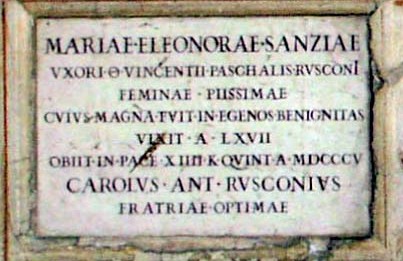 MARIAE·ELEONORAE·SANZIAE
VXORI·Θ·VINCENTII·PASCHALIS·RVSCONI
FEMINAE · PIISSIMAE
CVIVS·MAGNA·FVIT·IN·EGENOS·BENIGNITAS
VIXIT · A · LXVII
OBIIT·IN·PACE·XIIII·K·QVINT·A·MDCCCV
CAROLVS · ANT · RVSCONIVS
FRATRIAE·OPTIMAE